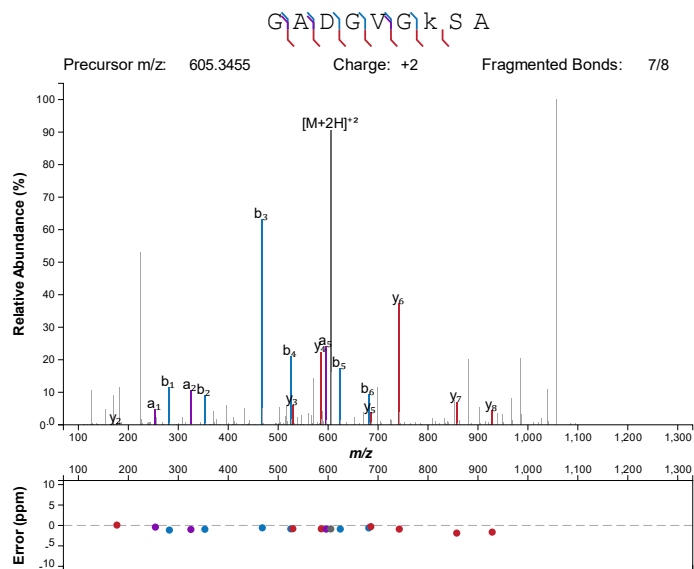 GADGVGkSA
Precursor m/z: 605.3455 Charge: +2 Fragmented Bonds: 7/8
Relative Abundance (%)
100
90
80
70
60
50
40
30
20
10
.0
[M+2H]⁺²
b₃
y₆
b₄
y₄
a₅
y₃
b₅
b₁
a₂
b₂
a₁
y₂
b₆
y₅
y₇
y₈
100 200 300 400 500 600 700 800 900 1,000 1,100 1,200 1,300
m/z
100 200 300 400 500 600 700 800 900 1,000 1,100 1,200 1,300
Error (ppm)
10
5
0
-5
-10